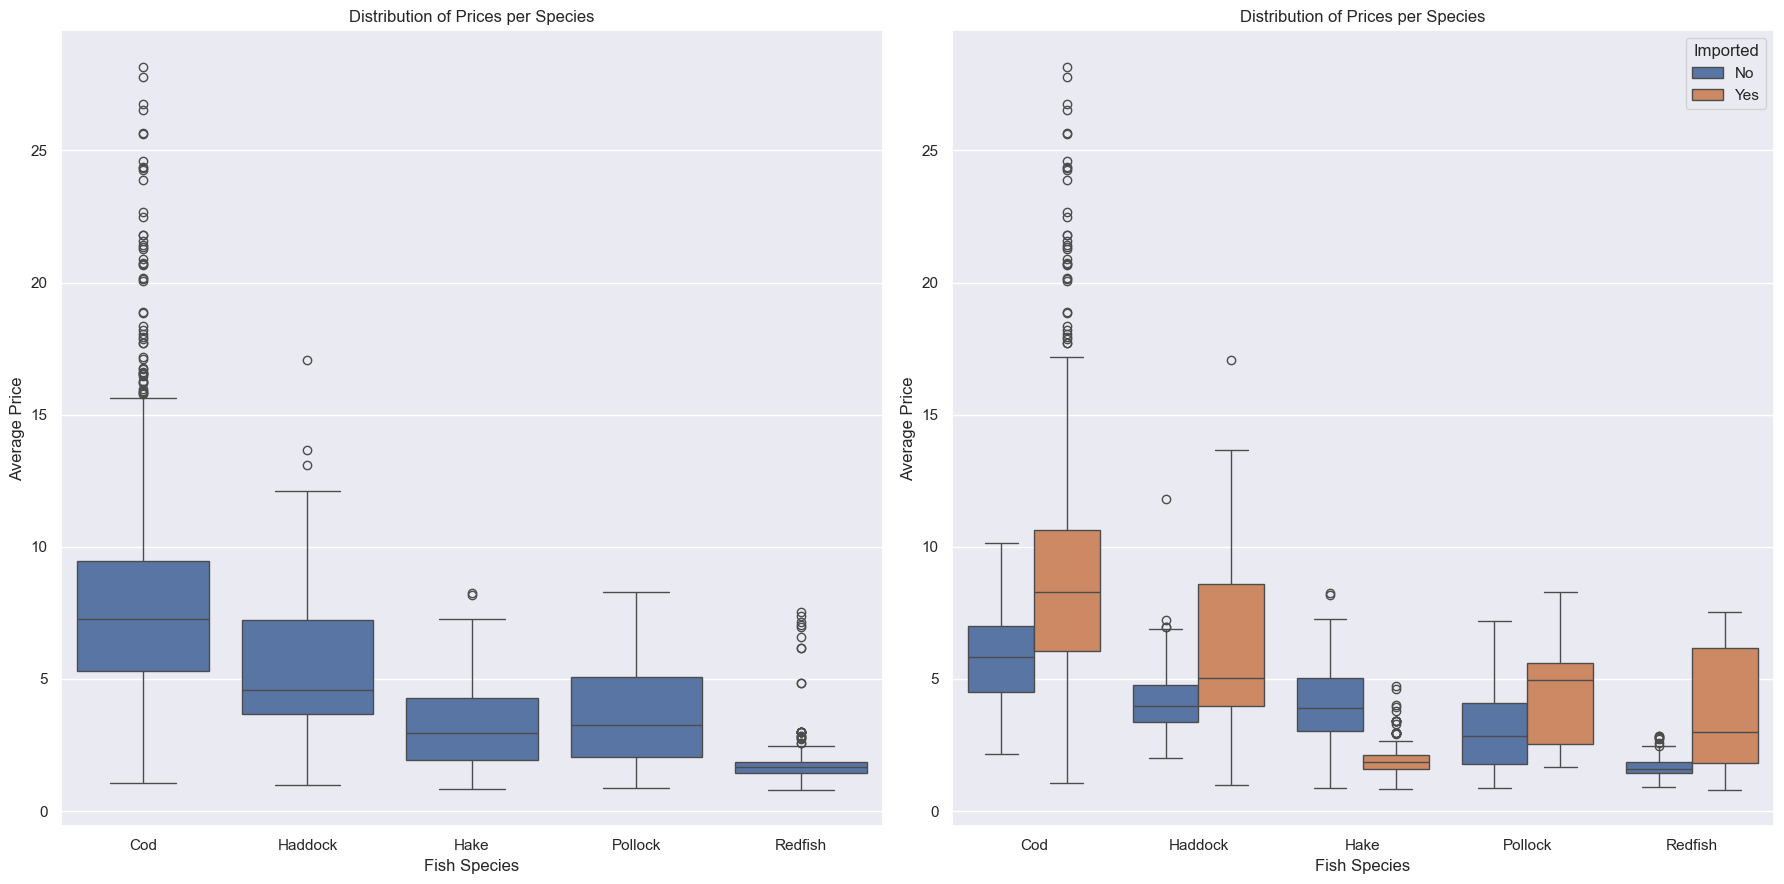 Distribution of Prices per Species
25
20
15
10
5
0
Average Price
Cod
Haddock
Hake
Pollock
Redfish
Fish Species
Distribution of Prices per Species
Imported
No
Yes
25
20
15
10
5
0
Average Price
Cod
Haddock
Hake
Pollock
Redfish
Fish Species